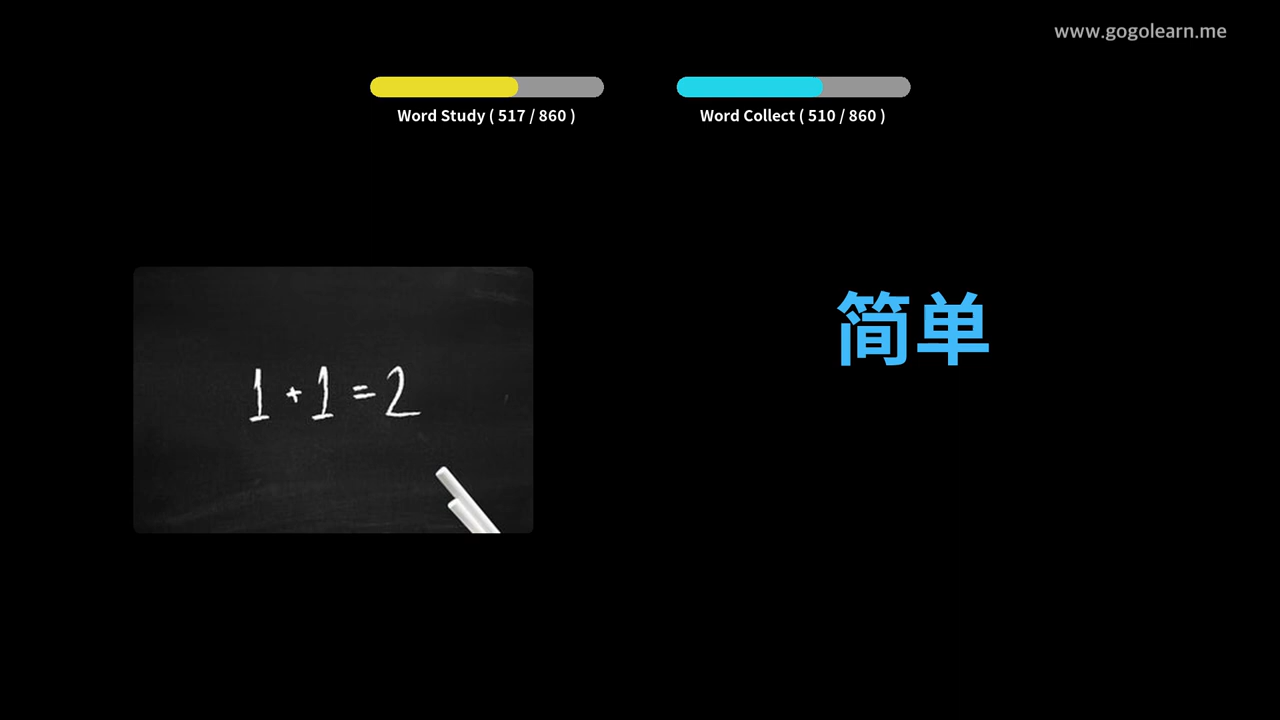 www.gogolearn.me
Word Study ( 517 / 860 )
Word Collect ( 510 / 860 )
简单
1 + 1 = 2